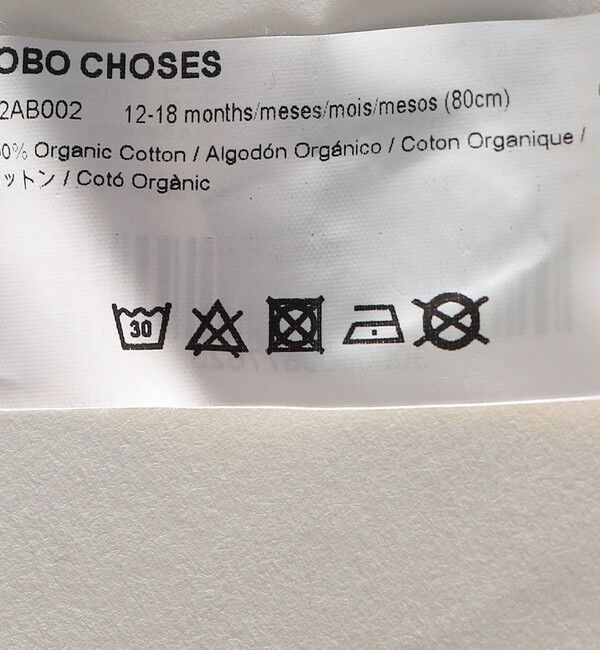 OBO CHOSES
2AB002 12-18 months/meses/mois/mesos (80cm)
0% Organic Cotton / Algodón Orgánico / Coton Organique /
ットン / Cotó Orgànic
30